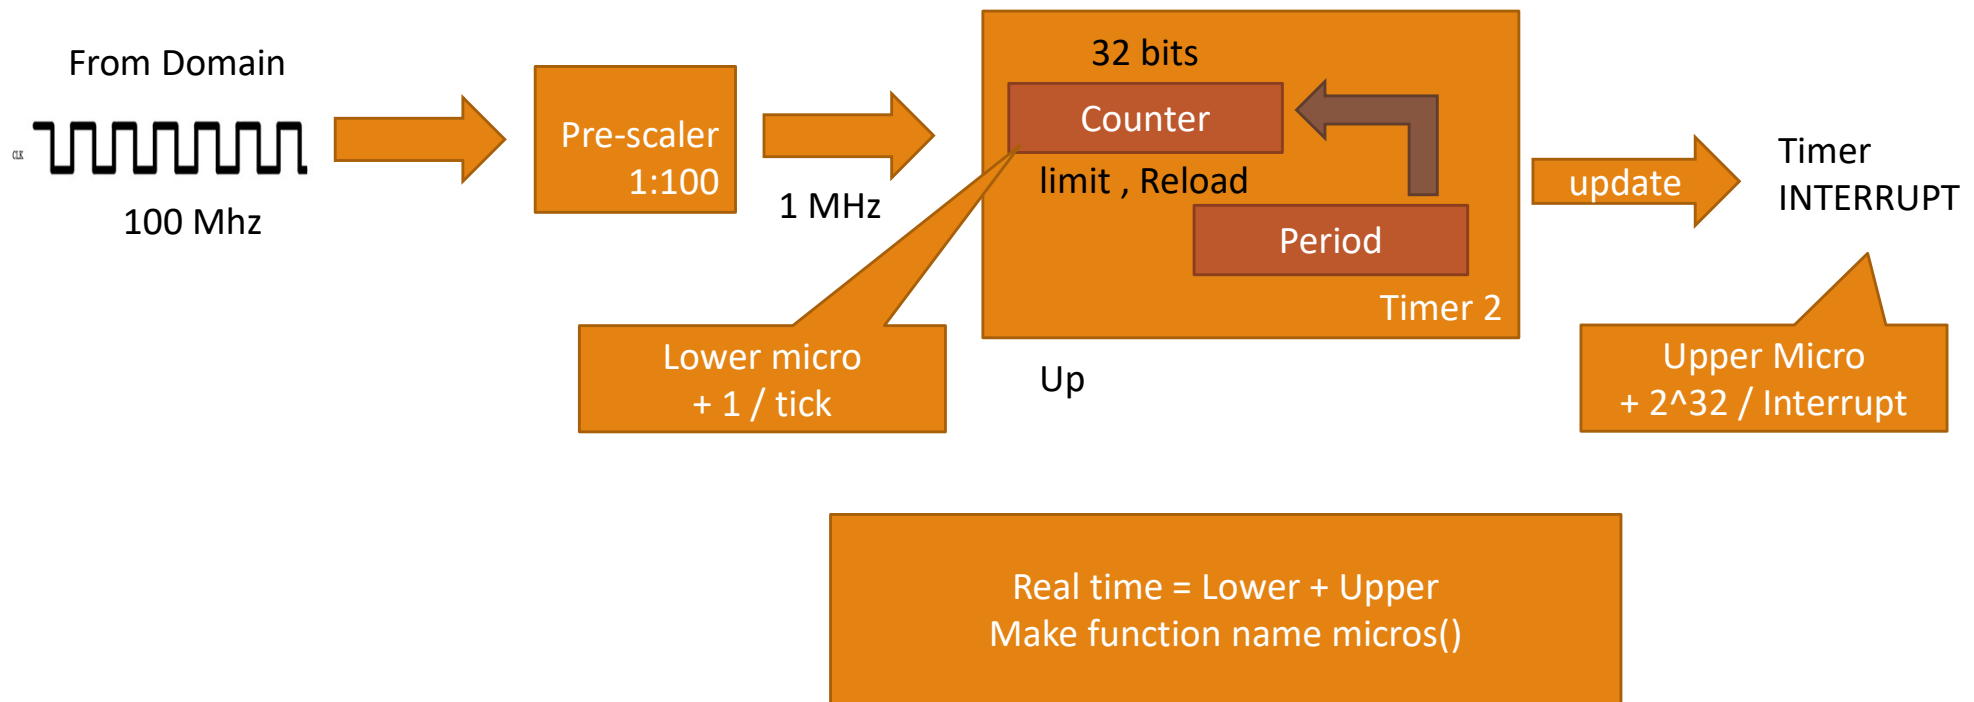 From Domain
CLK
100 Mhz
Pre-scaler
1:100
1 MHz
32 bits
Counter
limit , Reload
Period
Timer 2
update
Timer
INTERRUPT
Lower micro
+ 1 / tick
Up
Upper Micro
+ 2^32 / Interrupt
Real time = Lower + Upper
Make function name micros()